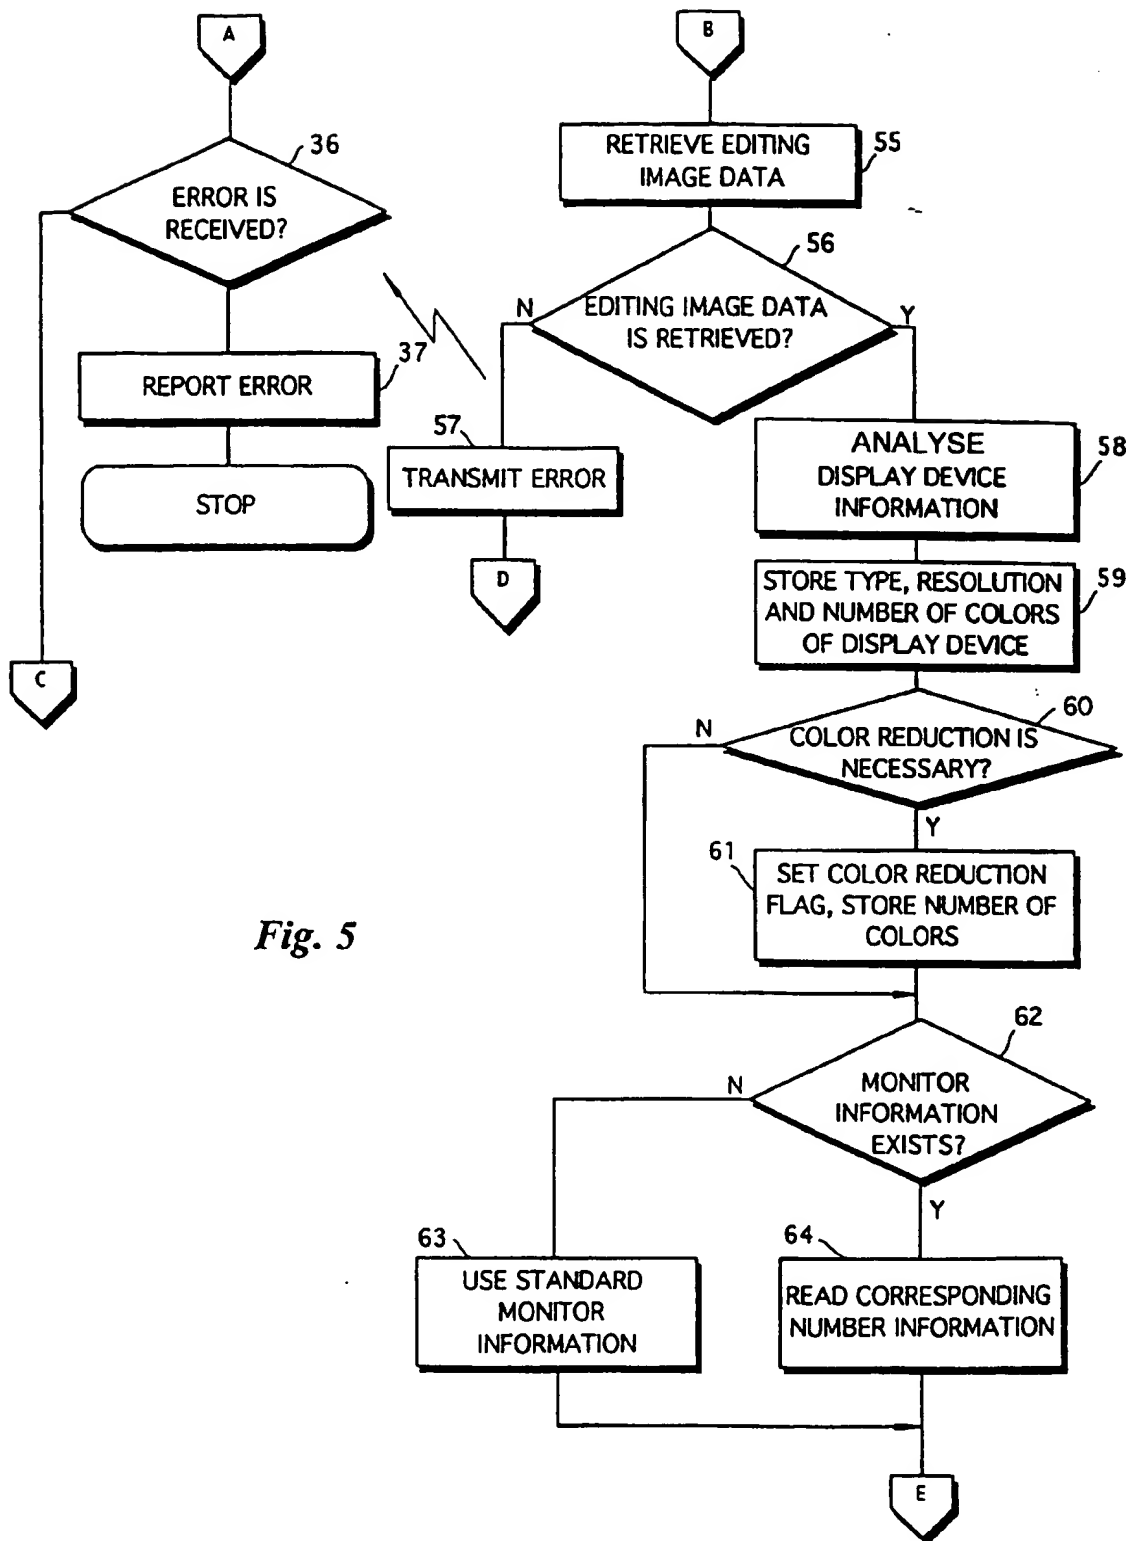 A
36
ERROR IS
RECEIVED?
37
REPORT ERROR
STOP
C
B
RETRIEVE EDITING
IMAGE DATA
55
56
EDITING IMAGE DATA
IS RETRIEVED?
N
Y
57
TRANSMIT ERROR
D
ANALYSE
DISPLAY DEVICE
INFORMATION
58
STORE TYPE, RESOLUTION
AND NUMBER OF COLORS
OF DISPLAY DEVICE
59
60
COLOR REDUCTION IS
NECESSARY?
N
Y
61
SET COLOR REDUCTION
FLAG, STORE NUMBER OF
COLORS
Fig. 5
62
MONITOR
INFORMATION
EXISTS?
N
Y
63
USE STANDARD
MONITOR
INFORMATION
64
READ CORRESPONDING
NUMBER INFORMATION
E